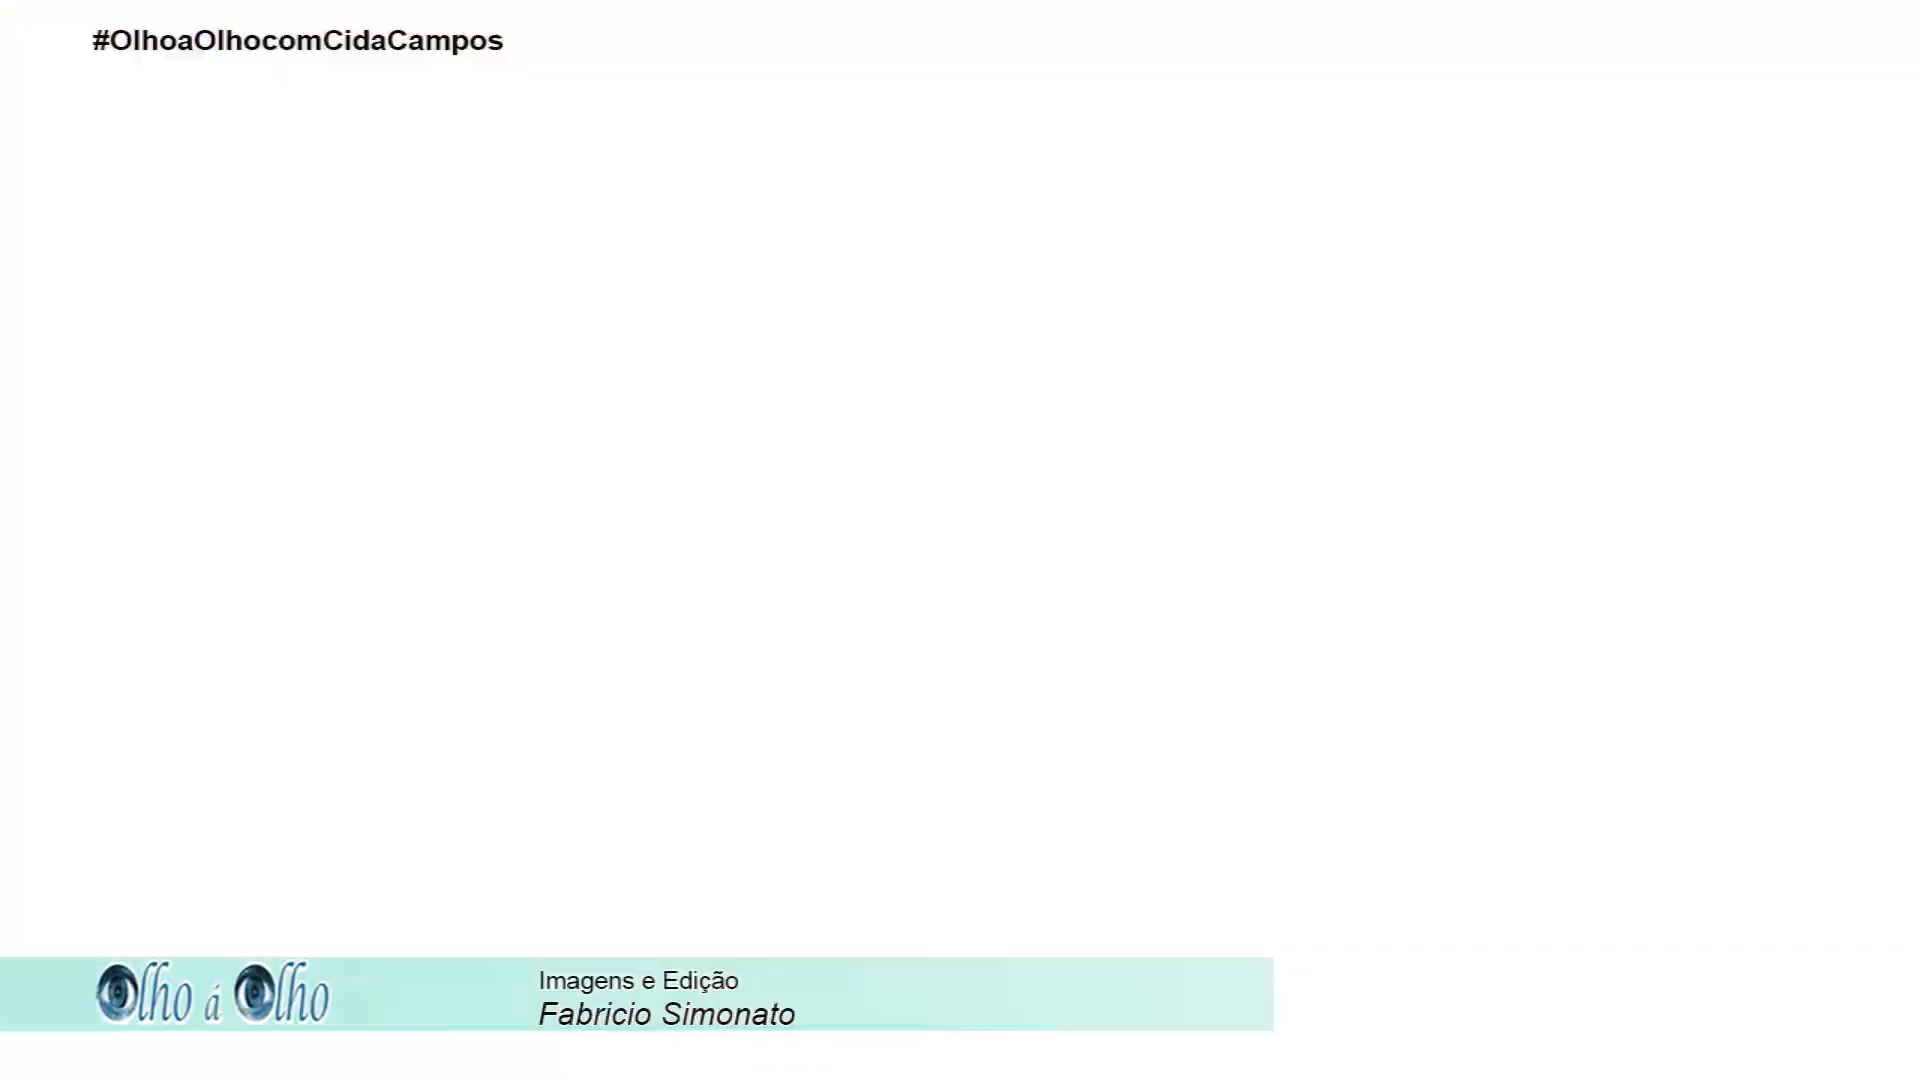 #OlhoaOlhocomCidaCampos
Olho á Olho
Imagens e Edição
Fabricio Simonato